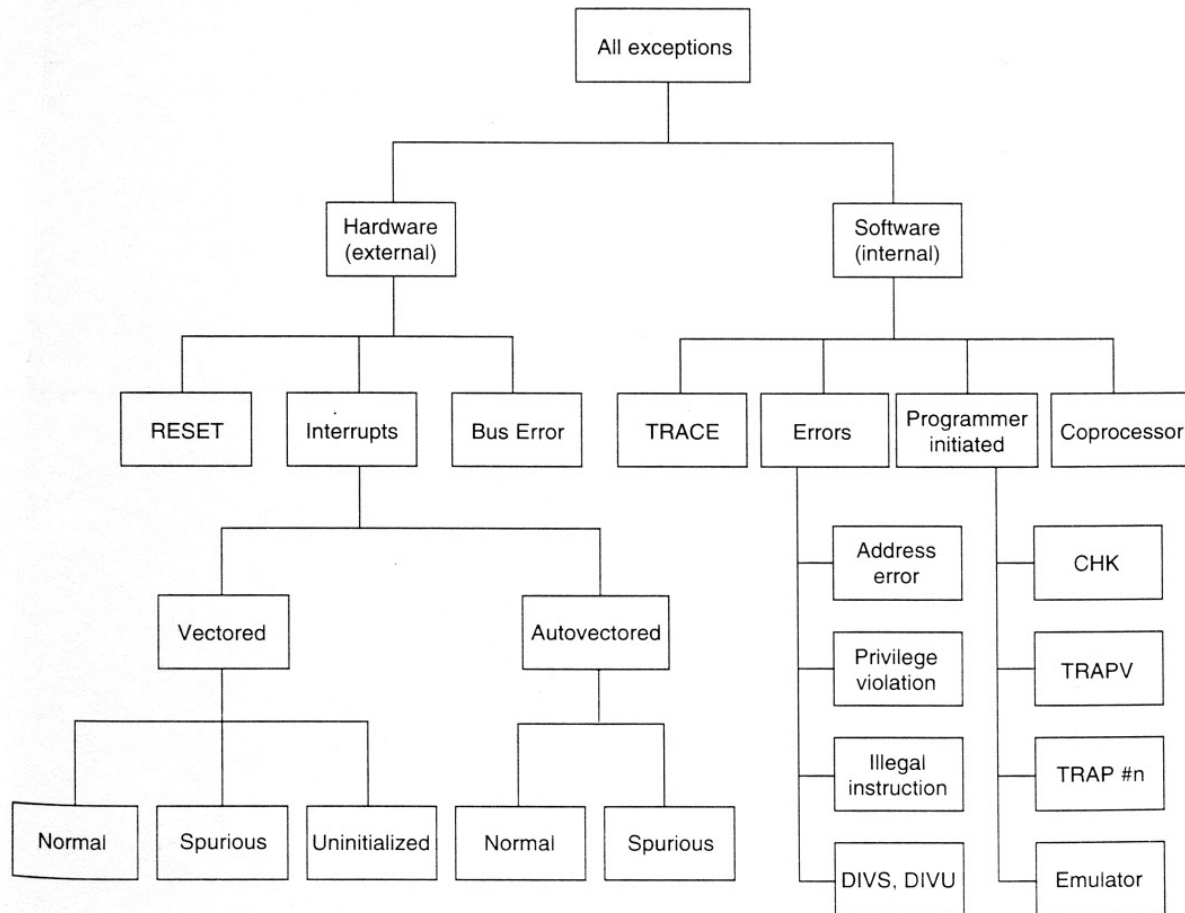 All exceptions
Hardware
(external)
Software
(internal)
RESET
Interrupts
Bus Error
TRACE
Errors
Programmer
initiated
Coprocessor
Address
error
CHK
Vectored
Autovectored
Privilege
violation
TRAPV
Illegal
instruction
TRAP #n
Normal
Spurious
Uninitialized
Normal
Spurious
DIVS, DIVU
Emulator